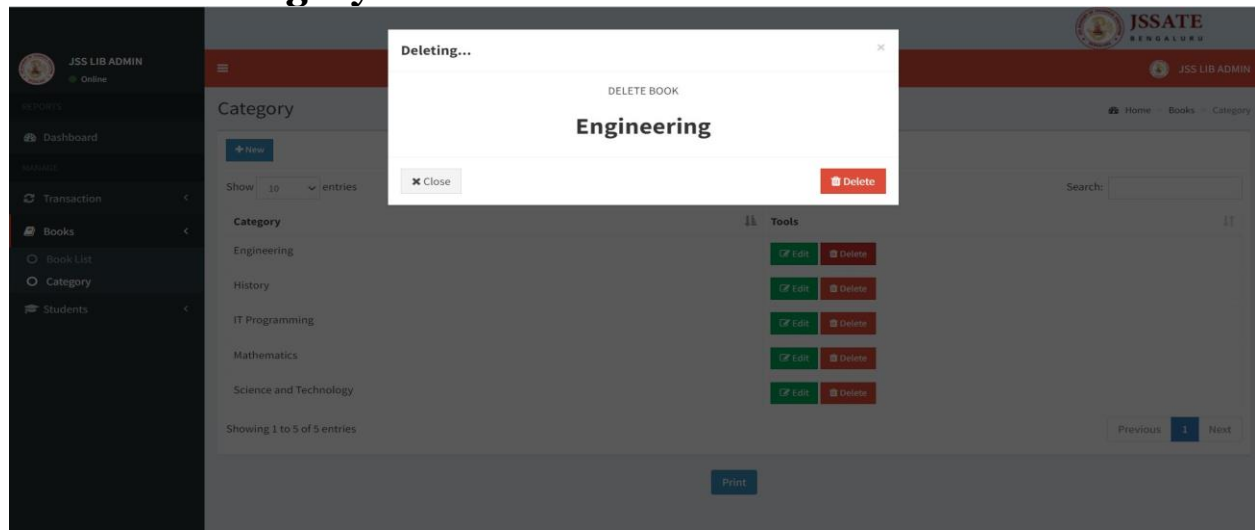 JSSATE
BENGALURU
JSS LIB ADMIN
Online
JSS LIB ADMIN
REPORTS
Dashboard
MANAGE
Transaction
Books
Book List
Category
Students
Deleting...
×
DELETE BOOK
Engineering
Close
Delete
Category
Home Books Category
+New
Show 10 entries
Search:
Category Tools
Engineering Edit Delete
History Edit Delete
IT Programming Edit Delete
Mathematics Edit Delete
Science and Technology Edit Delete
Showing 1 to 5 of 5 entries
Previous 1 Next
Print